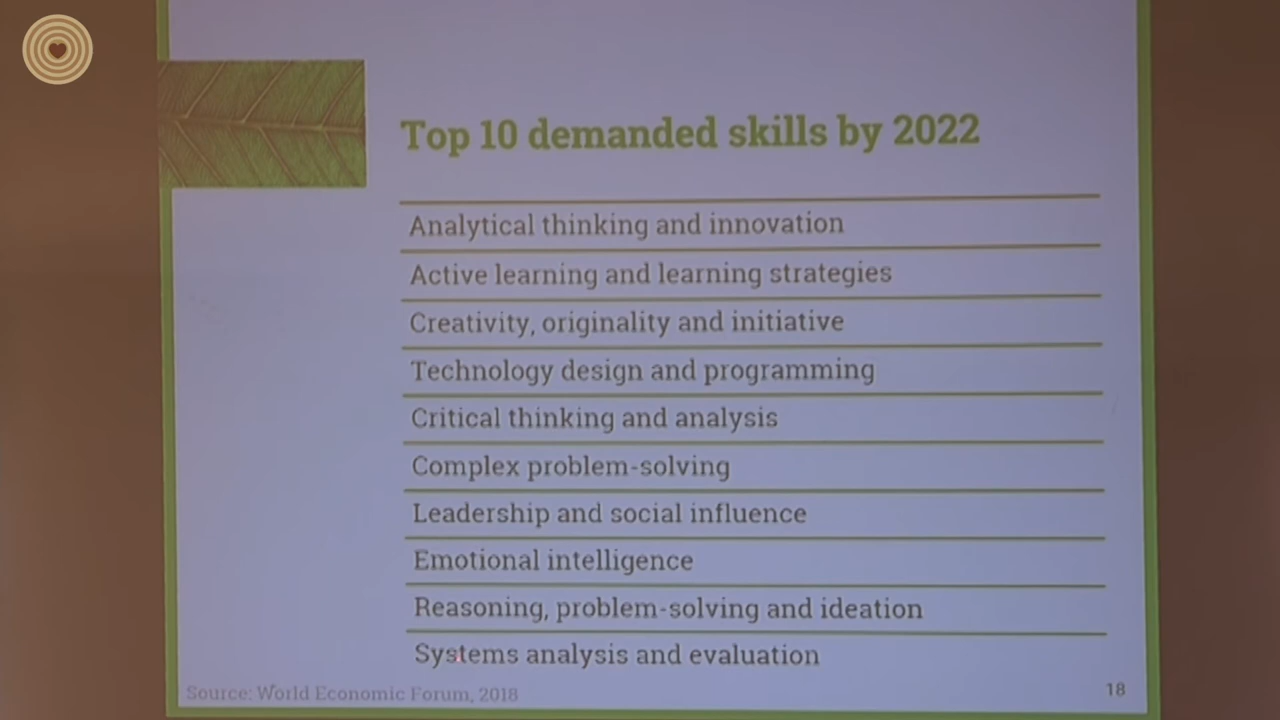 Top 10 demanded skills by 2022
Analytical thinking and innovation
Active learning and learning strategies
Creativity, originality and initiative
Technology design and programming
Critical thinking and analysis
Complex problem-solving
Leadership and social influence
Emotional intelligence
Reasoning, problem-solving and ideation
Systems analysis and evaluation
Source: World Economic Forum, 2018
18